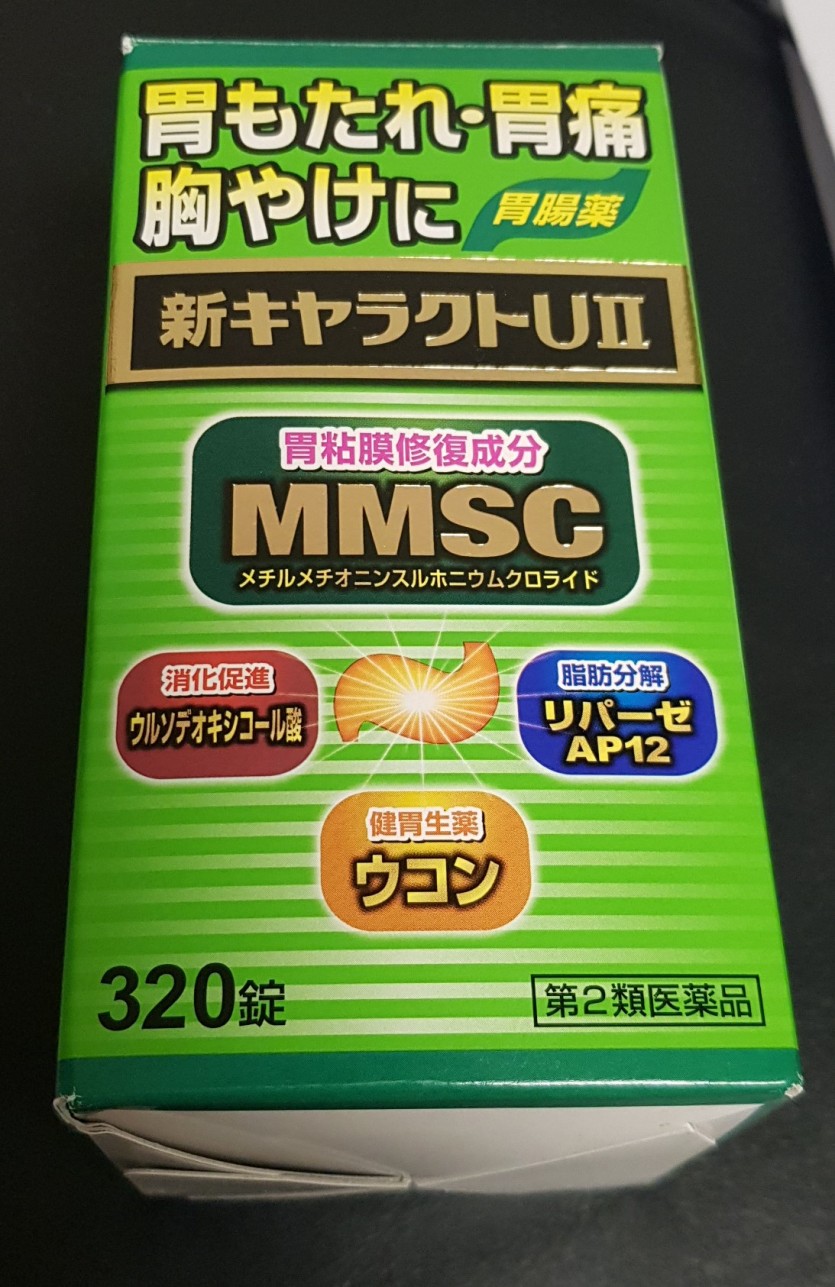 胃もたれ・胃痛
胸やけに
胃腸薬
新キヤラクトUⅡ
胃粘膜修復成分
MMSC
メチルメチオニンスルホニウムクロライド
消化促進
ウルソデオキシコール酸
脂肪分解
リパーゼ
AP12
健胃生薬
ウコン
320錠
第2類医薬品